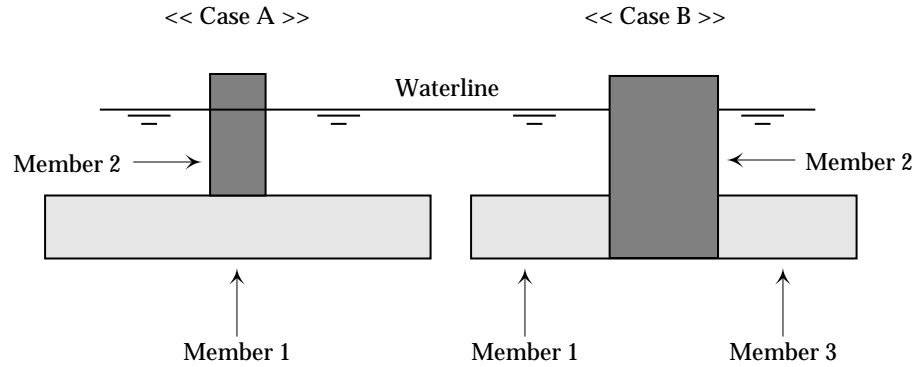 << Case A >>
<< Case B >>
Waterline
Member 2
Member 2
Member 1
Member 1
Member 3